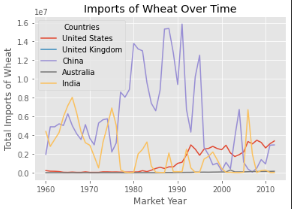 Imports of Wheat Over Time
1e7
Countries
United States
United Kingdom
China
Australia
India
1.6
1.4
1.2
1.0
0.8
0.6
0.4
0.2
0.0
Total Imports of Wheat
1960 1970 1980 1990 2000 2010
Market Year